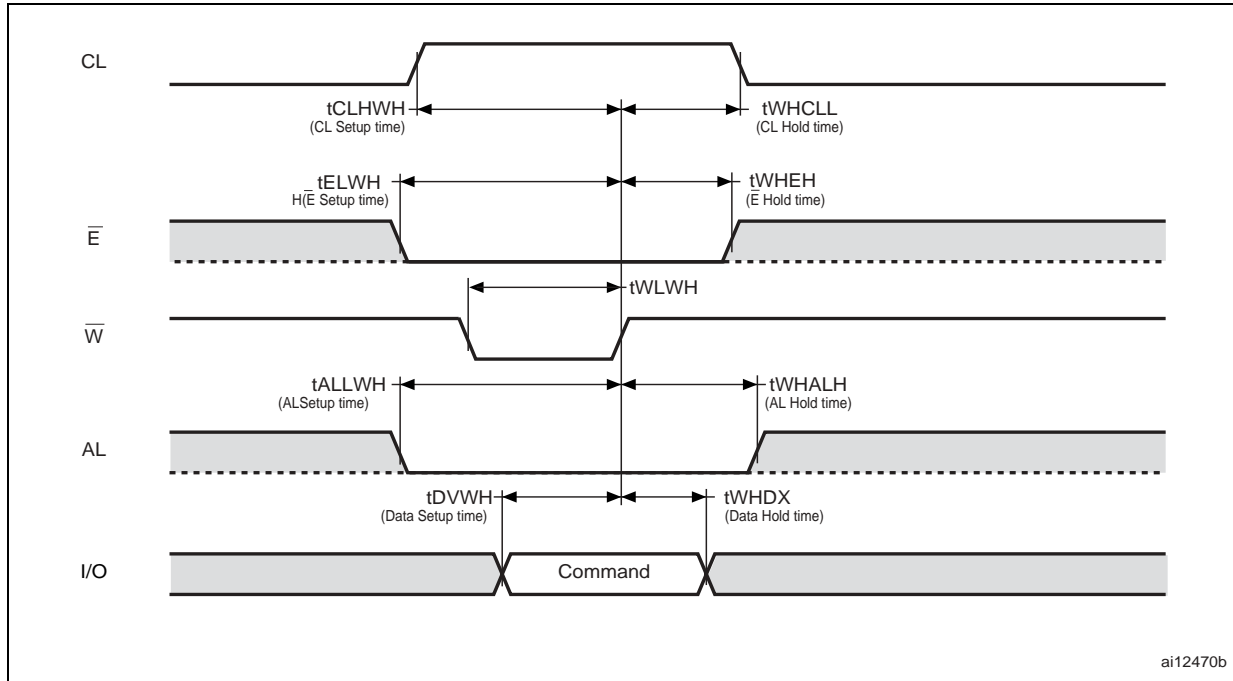 CL
tCLHWH
(CL Setup time)
tWHCLL
(CL Hold time)
tELWH
H(E̅ Setup time)
tWHEH
(E̅ Hold time)
E̅
tWLWH
W̅
tALLWH
(ALSetup time)
tWHALH
(AL Hold time)
AL
tDVWH
(Data Setup time)
tWHDX
(Data Hold time)
I/O
Command
ai12470b